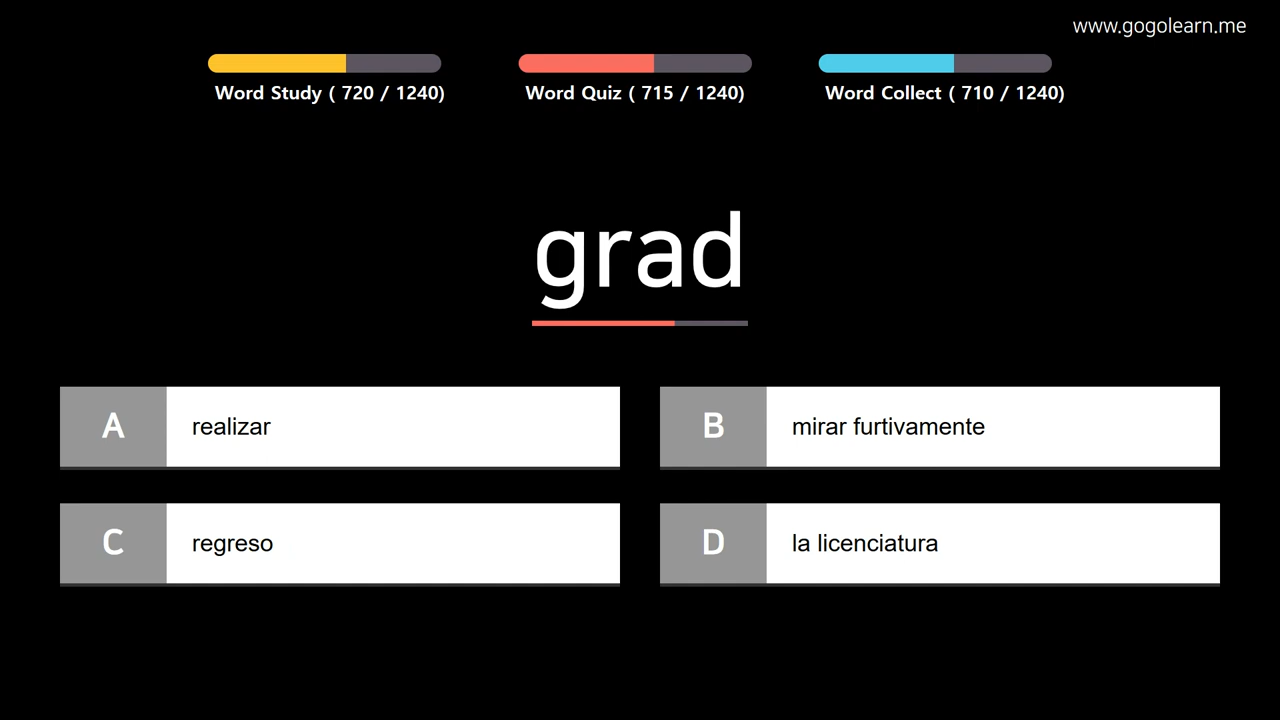 www.gogolearn.me
Word Study ( 720 / 1240)
Word Quiz ( 715 / 1240)
Word Collect ( 710 / 1240)
grad
A realizar
B mirar furtivamente
C regreso
D la licenciatura